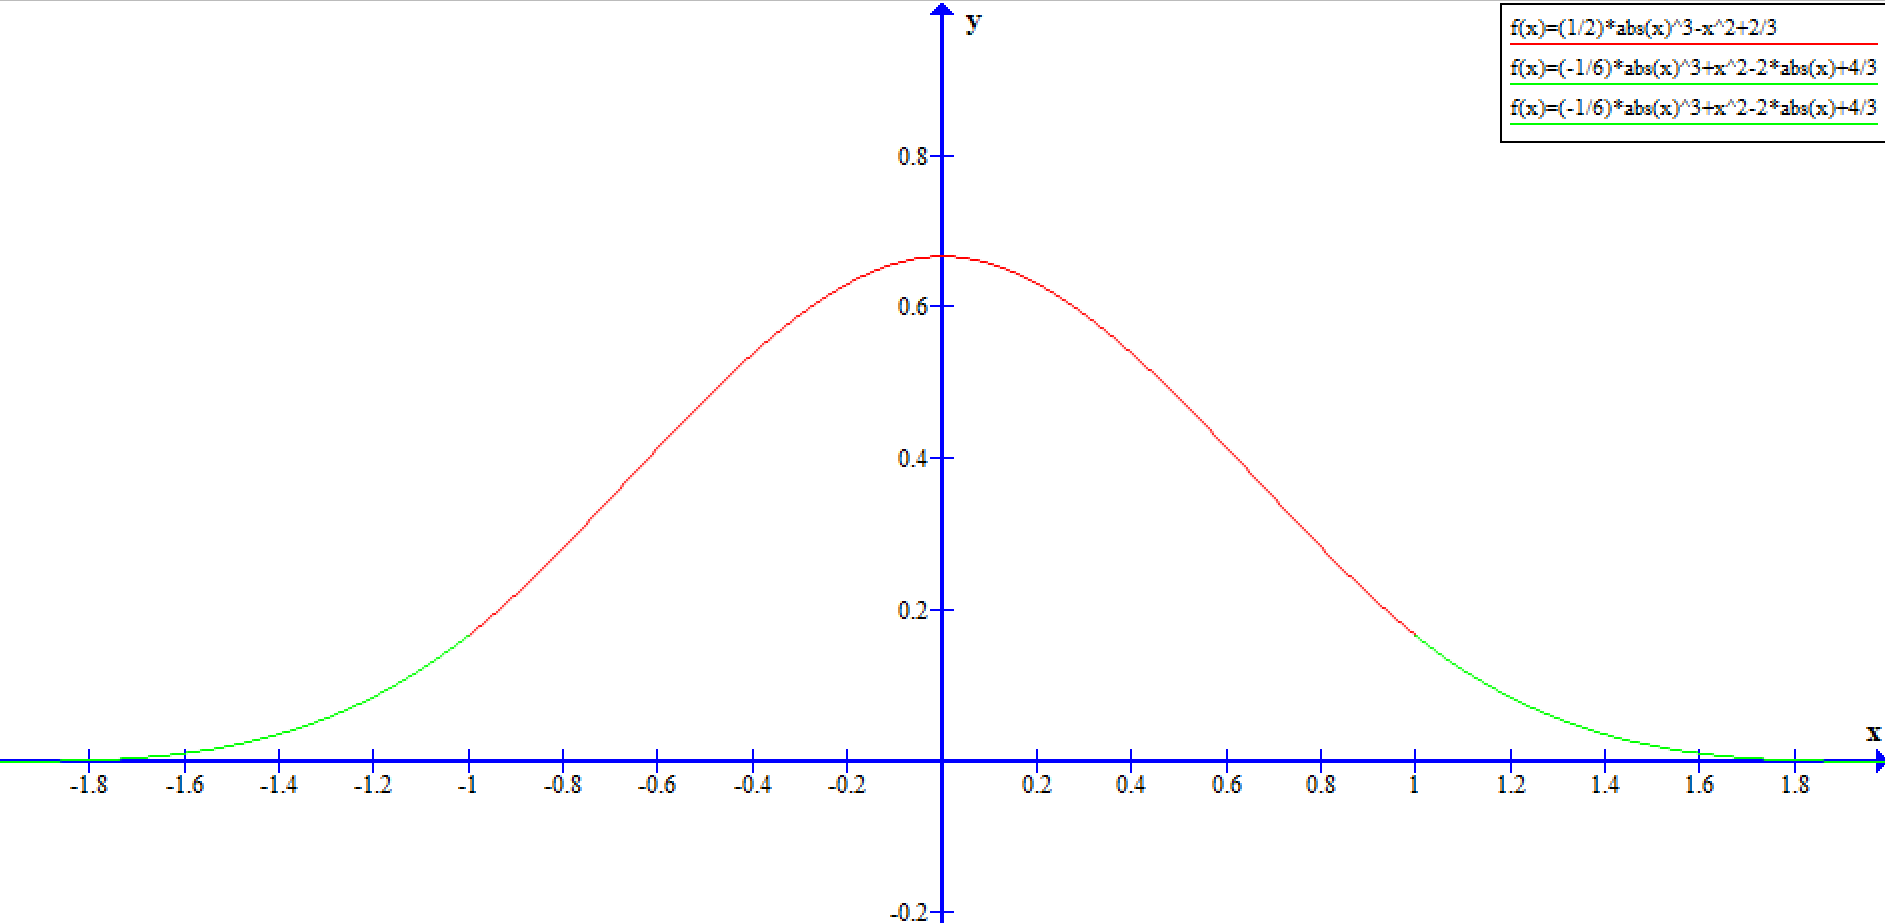 y
f(x)=(1/2)*abs(x)^3-x^2+2/3
f(x)=(-1/6)*abs(x)^3+x^2-2*abs(x)+4/3
f(x)=(-1/6)*abs(x)^3+x^2-2*abs(x)+4/3
0.8
0.6
0.4
0.2
x
-1.8 -1.6 -1.4 -1.2 -1 -0.8 -0.6 -0.4 -0.2 0.2 0.4 0.6 0.8 1 1.2 1.4 1.6 1.8
-0.2